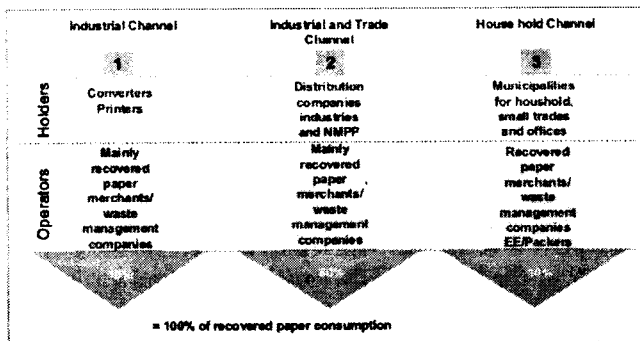 Industrial Channel
Industrial and Trade
Channel
House hold Channel
1
2
3
Holders
Converters
Printers
Distribution
companies
industries
and NMPP
Municipalities
for houshold,
small trades
and offices
Operators
Mainly
recovered
paper
merchants/
waste
management
companies
Mainly
recovered
paper
merchants/
waste
management
companies
Recovered
paper
merchants/
waste
management
companies
EE/Packers
= 100% of recovered paper consumption